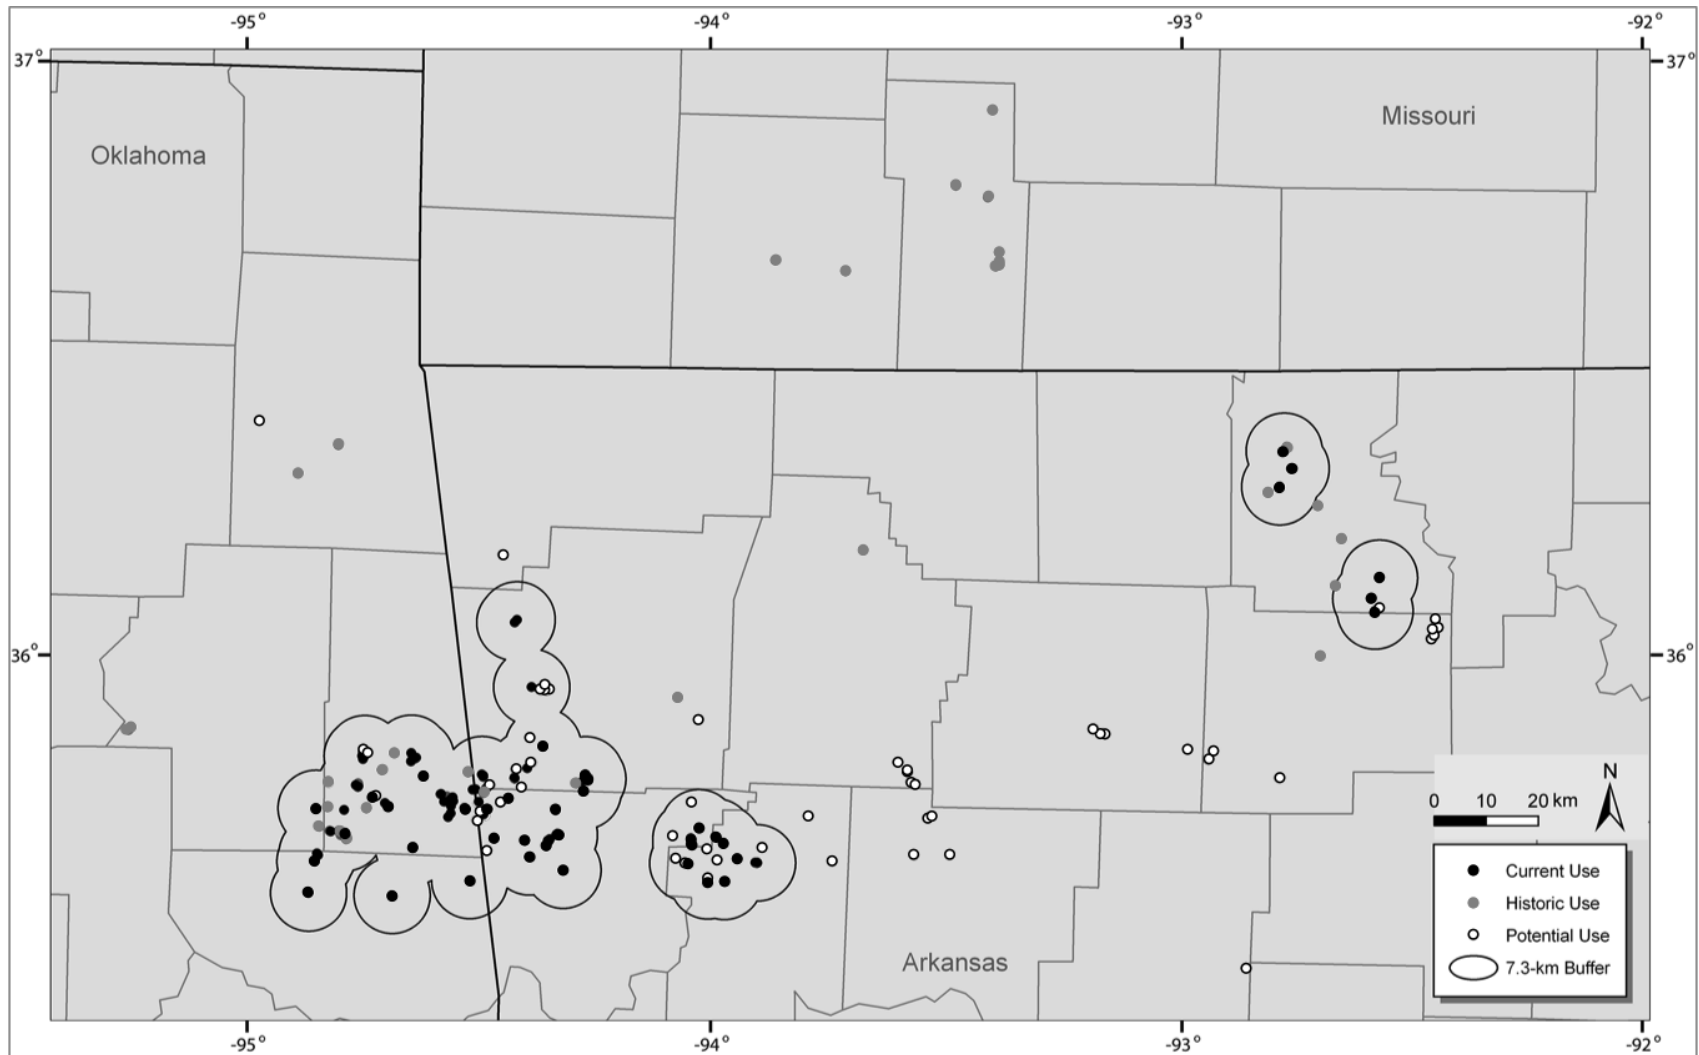 -95° -94° -93° -92°
37° 37°
Missouri
Oklahoma
36° 36°
N
0 10 20 km
Current Use
Historic Use
Potential Use
Arkansas
7.3-km Buffer
-95° -94° -93° -92°